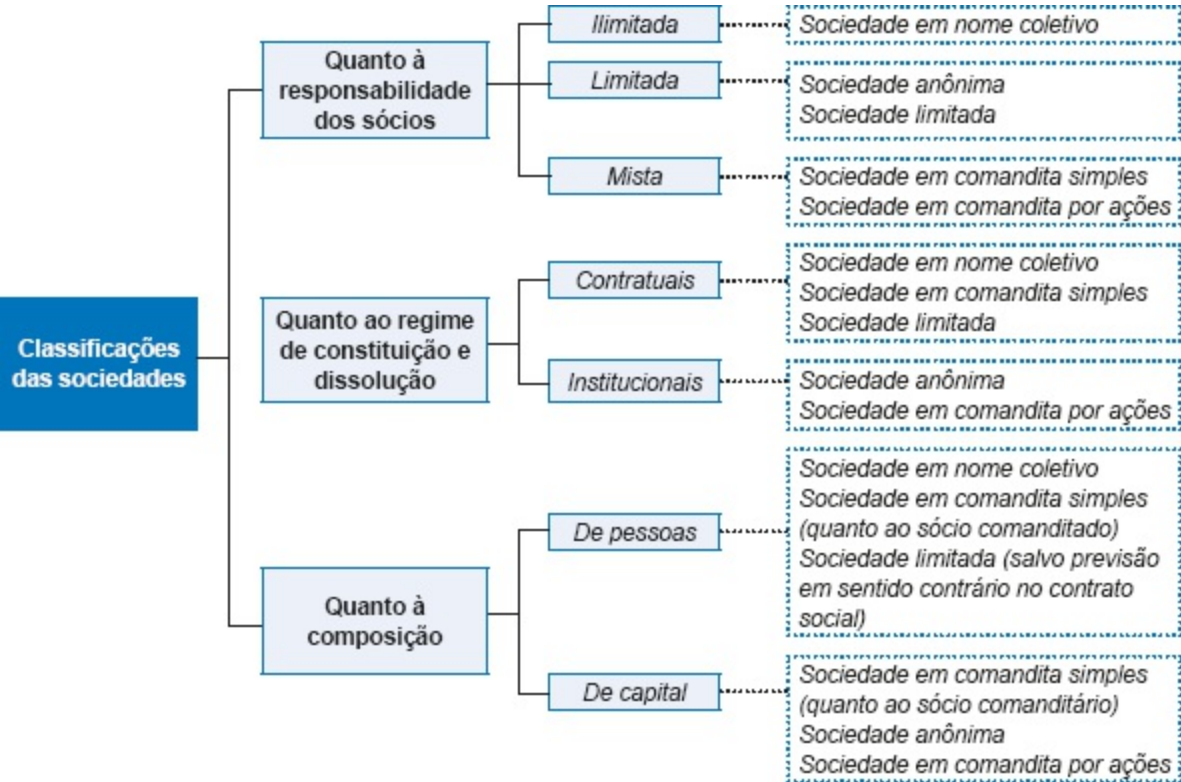 Classificações
das sociedades
Quanto à
responsabilidade
dos sócios
Ilimitada
Sociedade em nome coletivo
Limitada
Sociedade anônima
Sociedade limitada
Mista
Sociedade em comandita simples
Sociedade em comandita por ações
Quanto ao regime
de constituição e
dissolução
Contratuais
Sociedade em nome coletivo
Sociedade em comandita simples
Sociedade limitada
Institucionais
Sociedade anônima
Sociedade em comandita por ações
Quanto à
composição
De pessoas
Sociedade em nome coletivo
Sociedade em comandita simples
(quanto ao sócio comanditado)
Sociedade limitada (salvo previsão
em sentido contrário no contrato
social)
De capital
Sociedade em comandita simples
(quanto ao sócio comanditário)
Sociedade anônima
Sociedade em comandita por ações